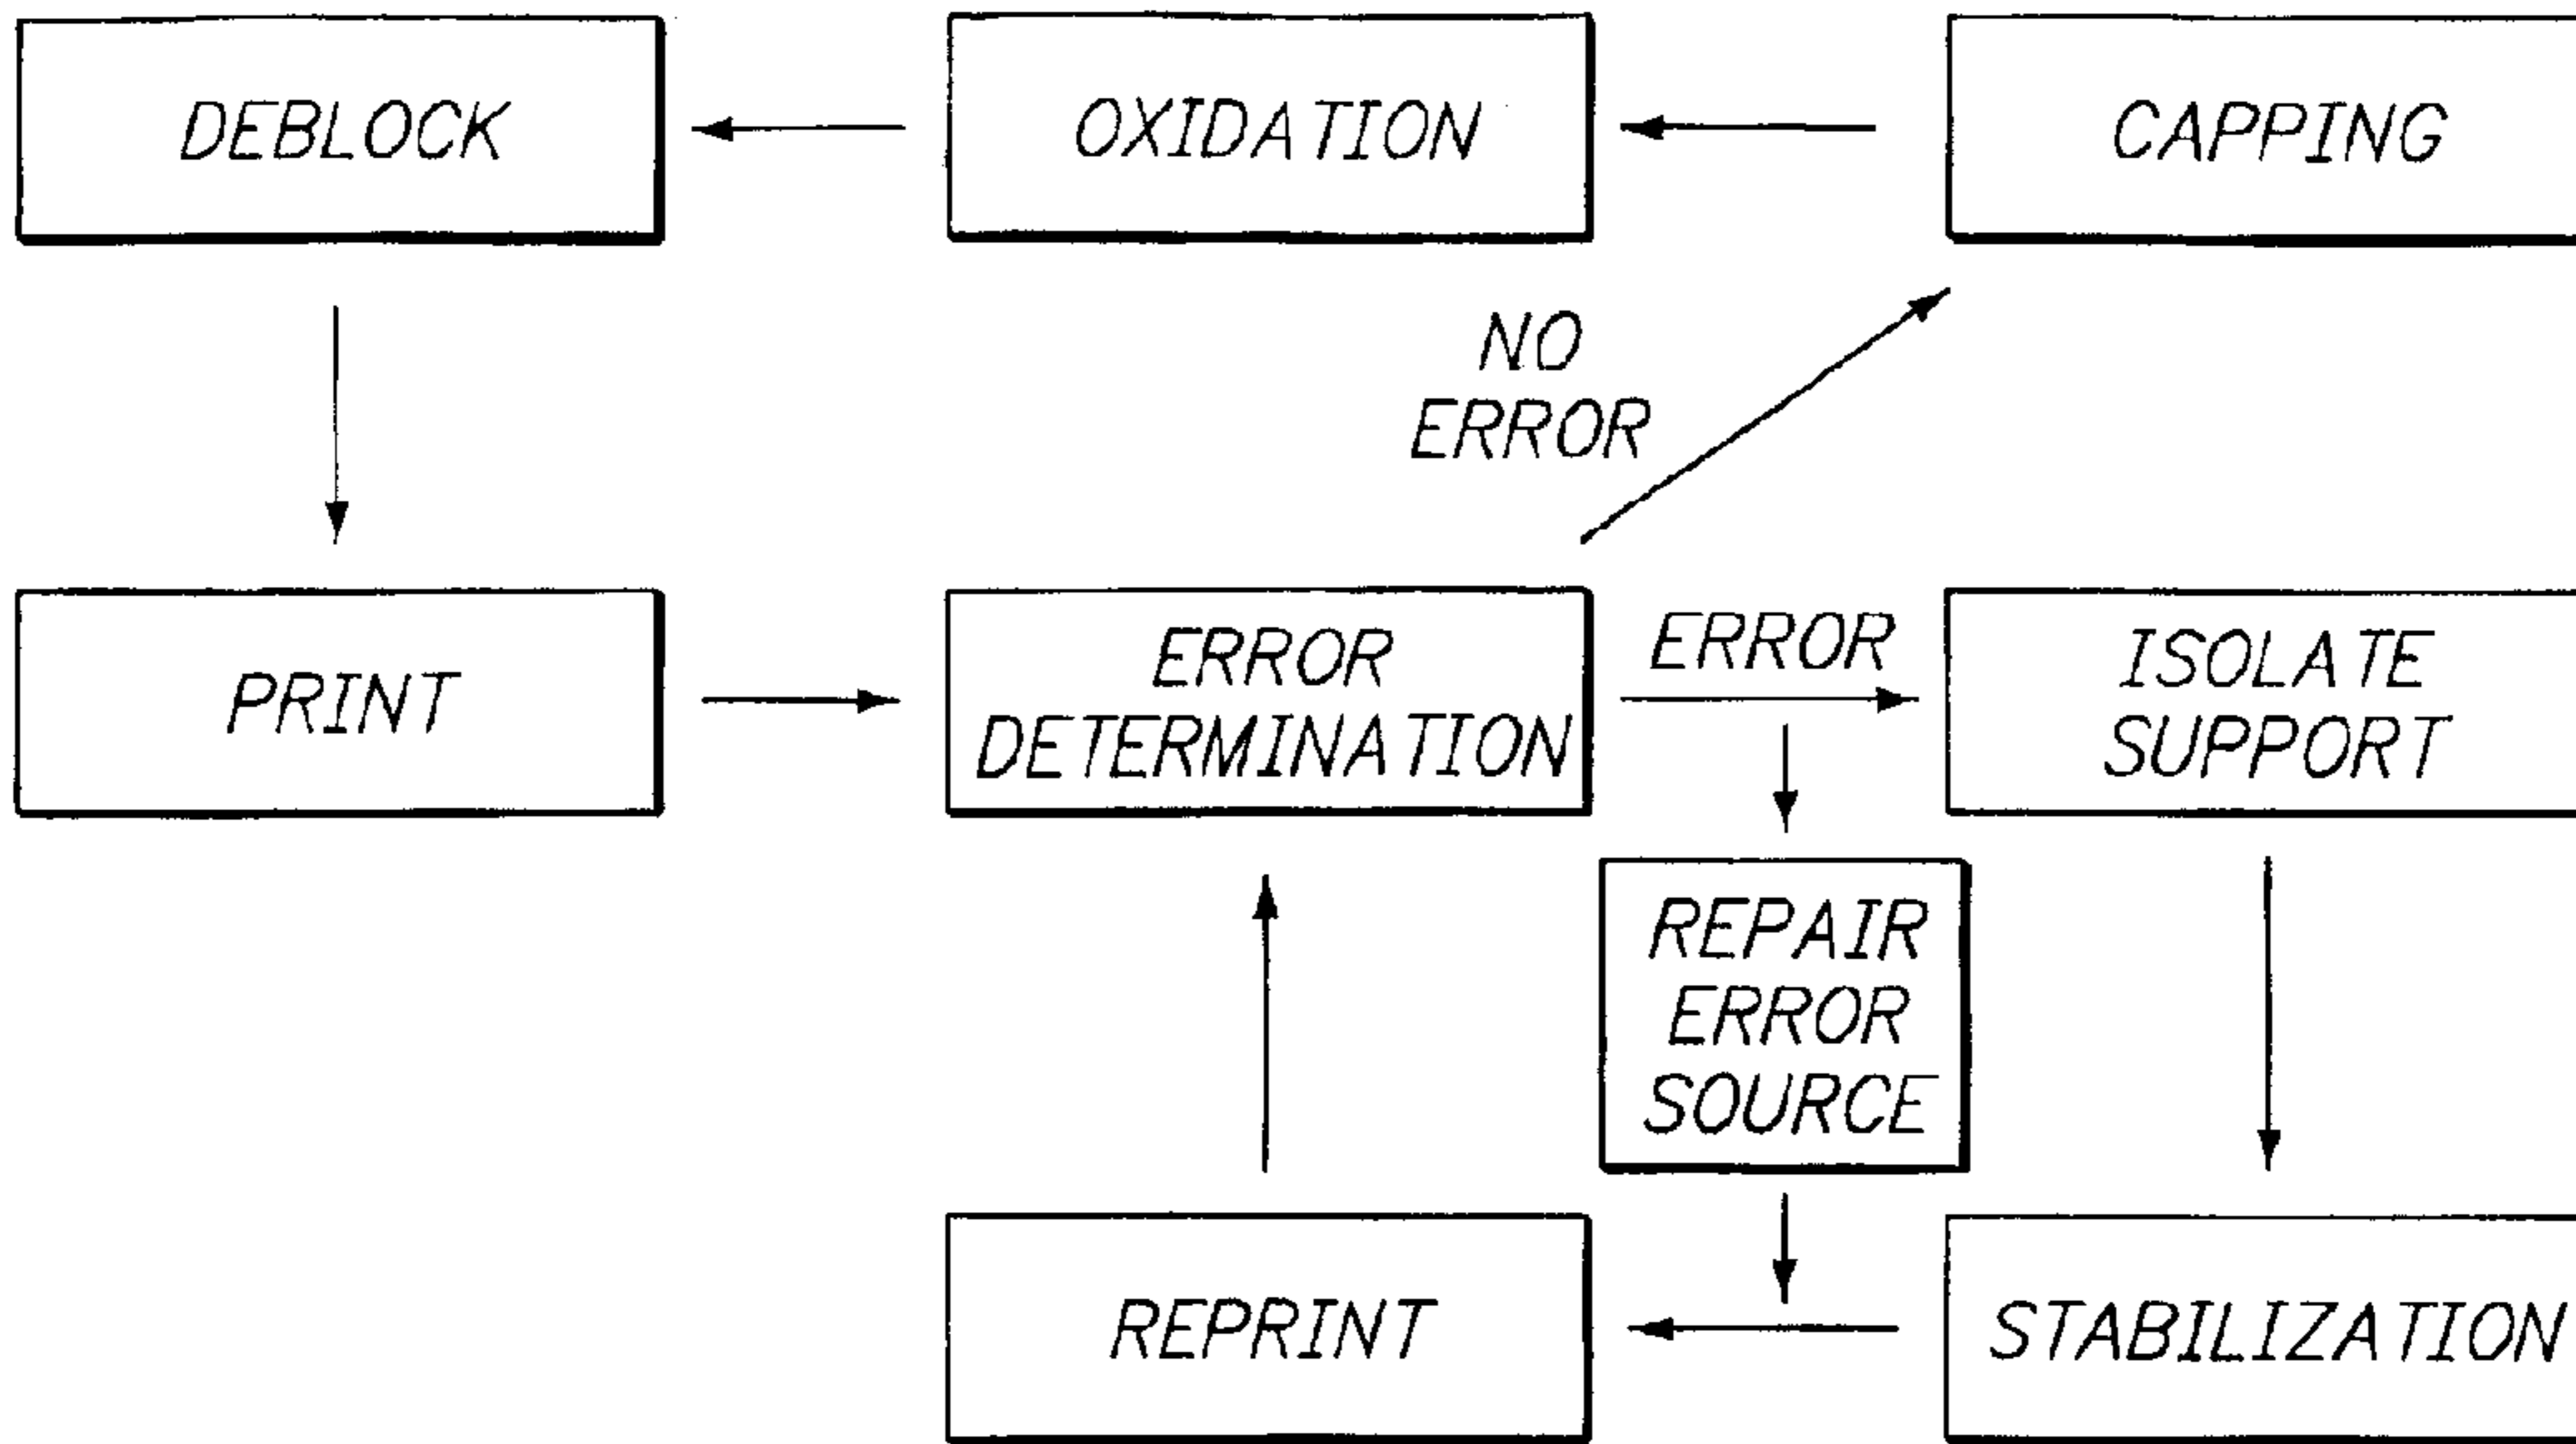 DEBLOCK
OXIDATION
CAPPING
NO
ERROR
PRINT
ERROR
DETERMINATION
ERROR
ISOLATE
SUPPORT
REPAIR
ERROR
SOURCE
REPRINT
STABILIZATION